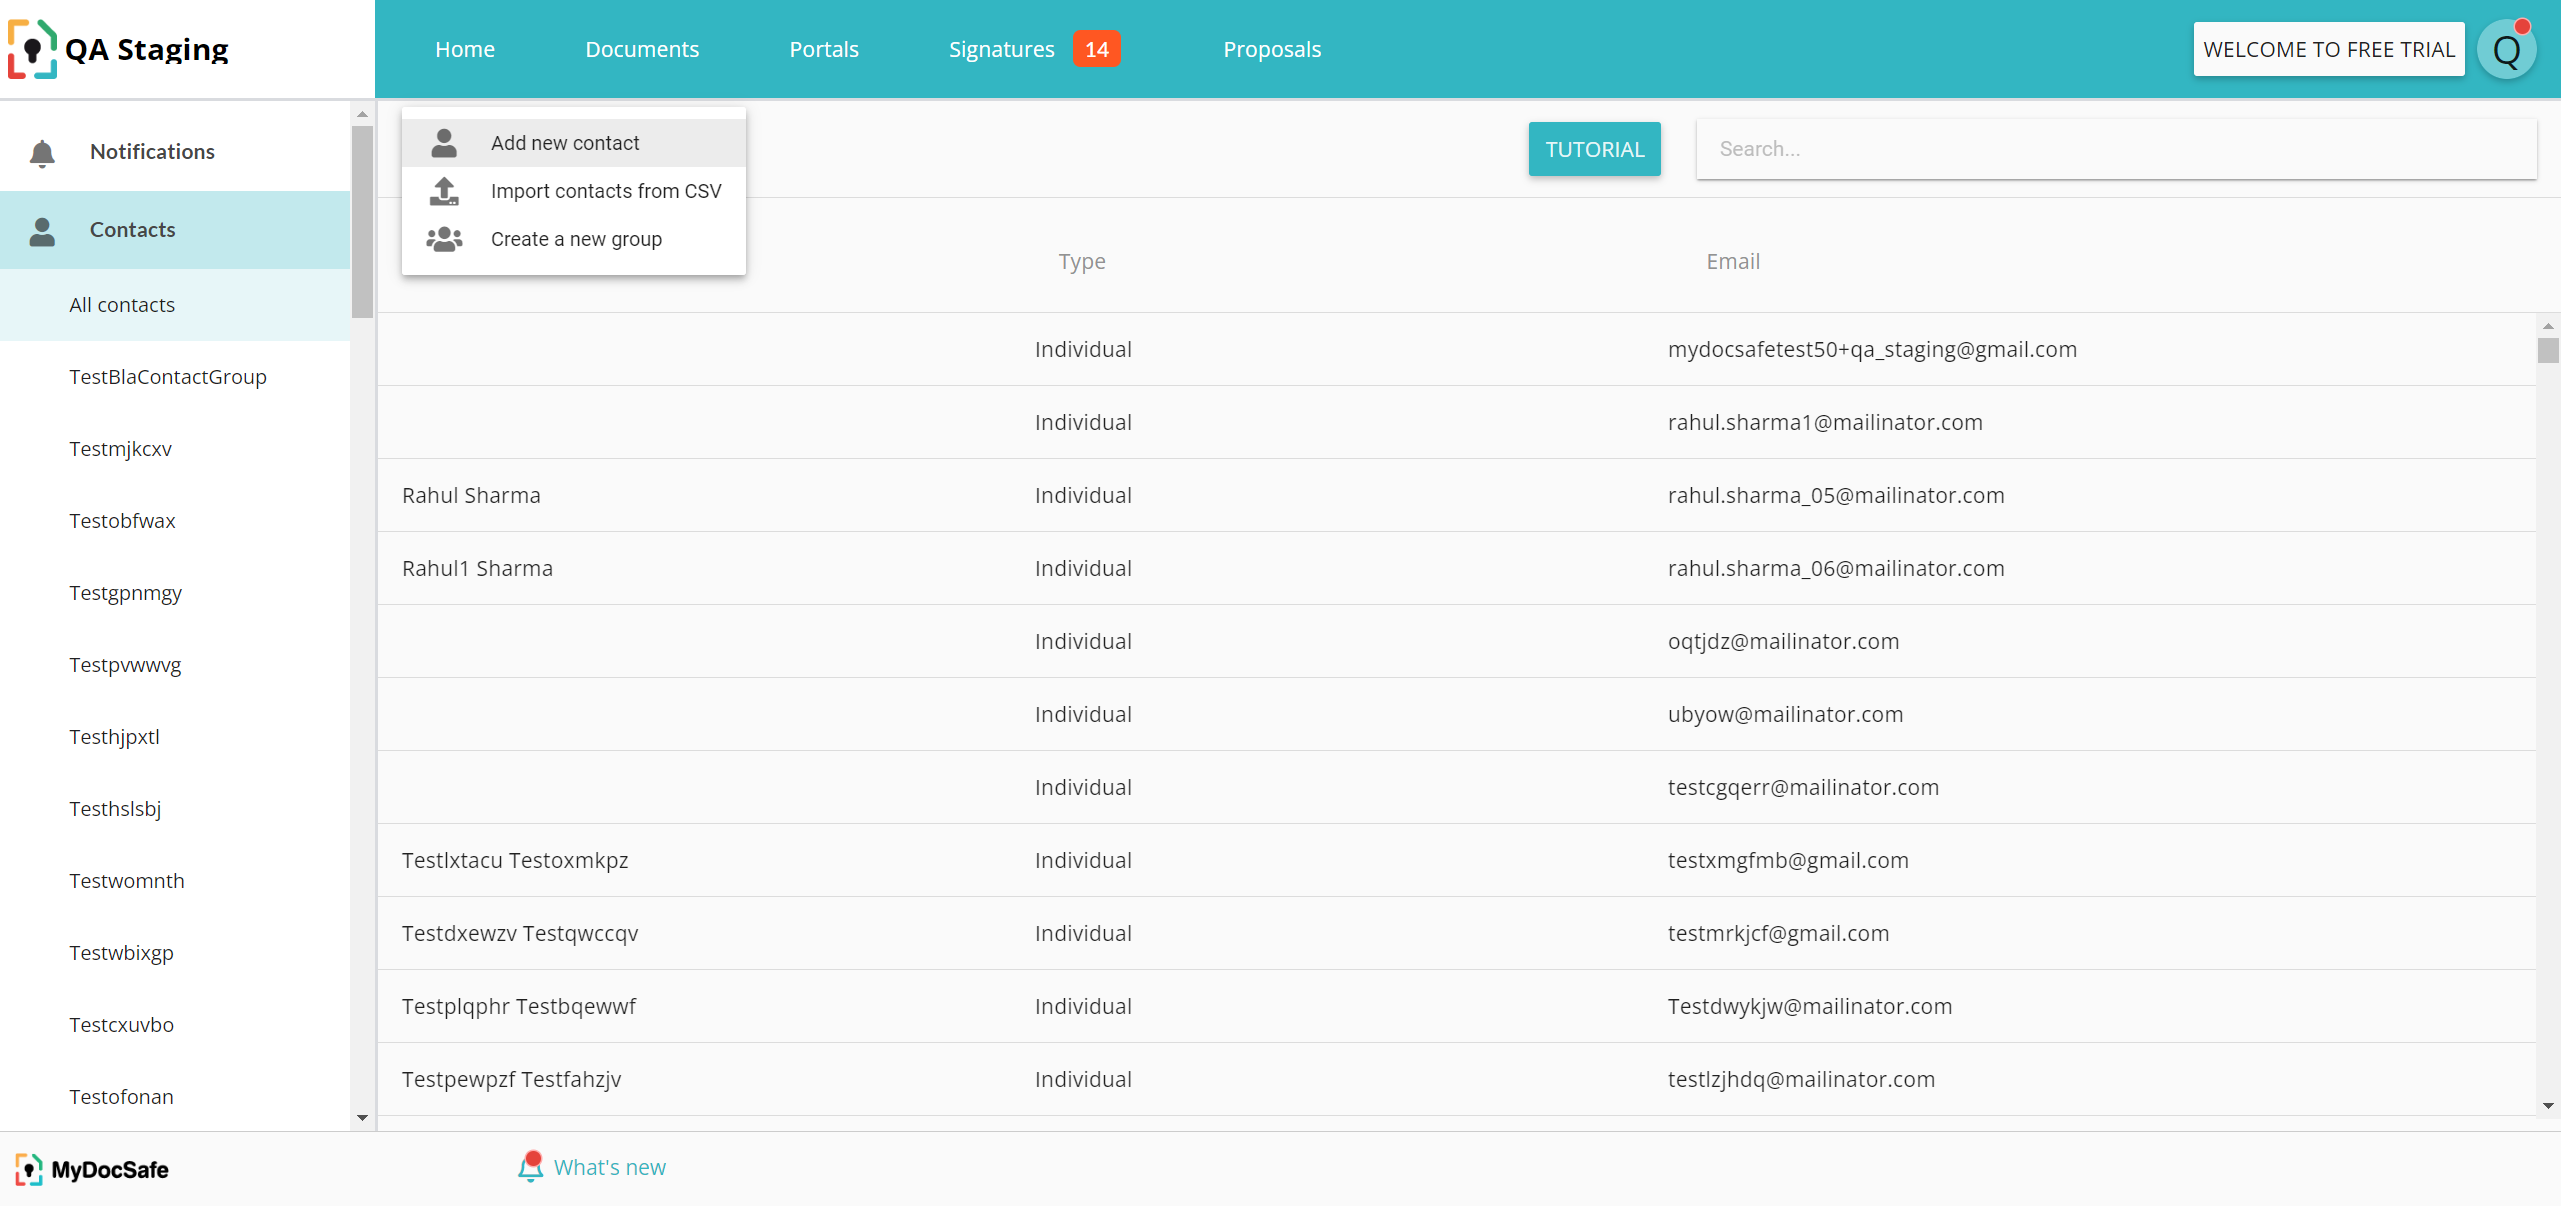 QA Staging
Home
Documents
Portals
Signatures 14
Proposals
WELCOME TO FREE TRIAL
Q
Notifications
Contacts
All contacts
TestBlaContactGroup
Testmjkcxv
Testobfwax
Testgpnmgy
Testpvwwvg
Testhjpxtl
Testhslsbj
Testwomnth
Testwbixgp
Testcxuvbo
Testofonan
Add new contact
Import contacts from CSV
Create a new group
TUTORIAL
Search...
Type Email
Individual mydocsafetest50+qa_staging@gmail.com
Individual rahul.sharma1@mailinator.com
Rahul Sharma Individual rahul.sharma_05@mailinator.com
Rahul1 Sharma Individual rahul.sharma_06@mailinator.com
Individual oqtjdz@mailinator.com
Individual ubyow@mailinator.com
Individual testcgqerr@mailinator.com
Testlxtacu Testoxmkpz Individual testxmgfmb@gmail.com
Testdxewzv Testqwccqv Individual testmrkjcf@gmail.com
Testplqphr Testbqewwf Individual Testdwykjw@mailinator.com
Testpewpzf Testfahzjv Individual testlzjhdq@mailinator.com
MyDocSafe
What's new